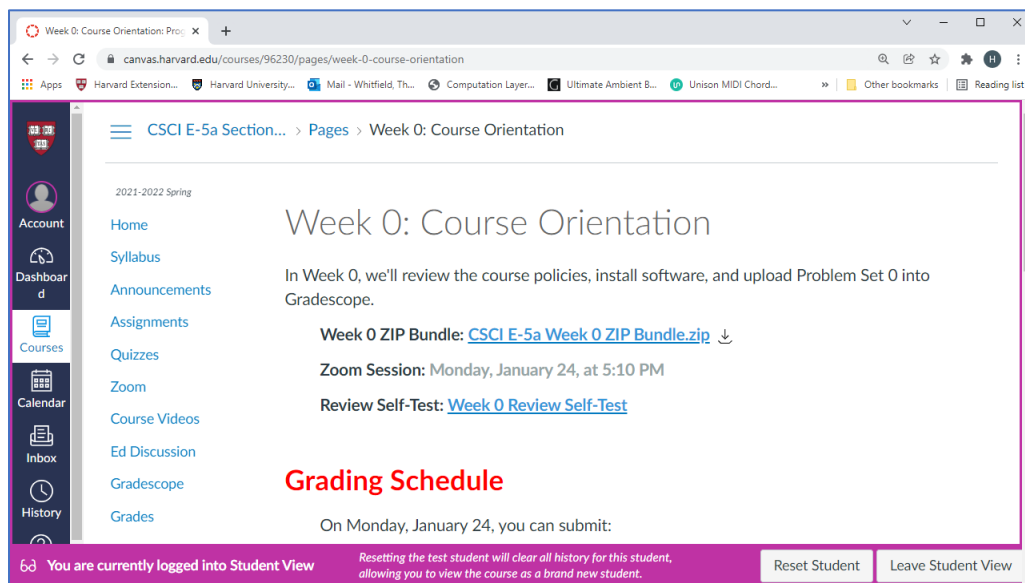 Week 0: Course Orientation: Prog
canvas.harvard.edu/courses/96230/pages/week-0-course-orientation
H
Apps Harvard Extension... Harvard University... Mail - Whitfield, Th... Computation Layer... Ultimate Ambient B... Unison MIDI Chord... » Other bookmarks Reading list
CSCI E-5a Section... > Pages > Week 0: Course Orientation
Account
Dashboar
d
Courses
Calendar
Inbox
History
2021-2022 Spring
Home
Syllabus
Announcements
Assignments
Quizzes
Zoom
Course Videos
Ed Discussion
Gradescope
Grades
Week 0: Course Orientation
In Week 0, we'll review the course policies, install software, and upload Problem Set 0 into
Gradescope.
Week 0 ZIP Bundle: CSCI E-5a Week 0 ZIP Bundle.zip
Zoom Session: Monday, January 24, at 5:10 PM
Review Self-Test: Week 0 Review Self-Test
Grading Schedule
On Monday, January 24, you can submit:
You are currently logged into Student View
Resetting the test student will clear all history for this student,
allowing you to view the course as a brand new student.
Reset Student
Leave Student View